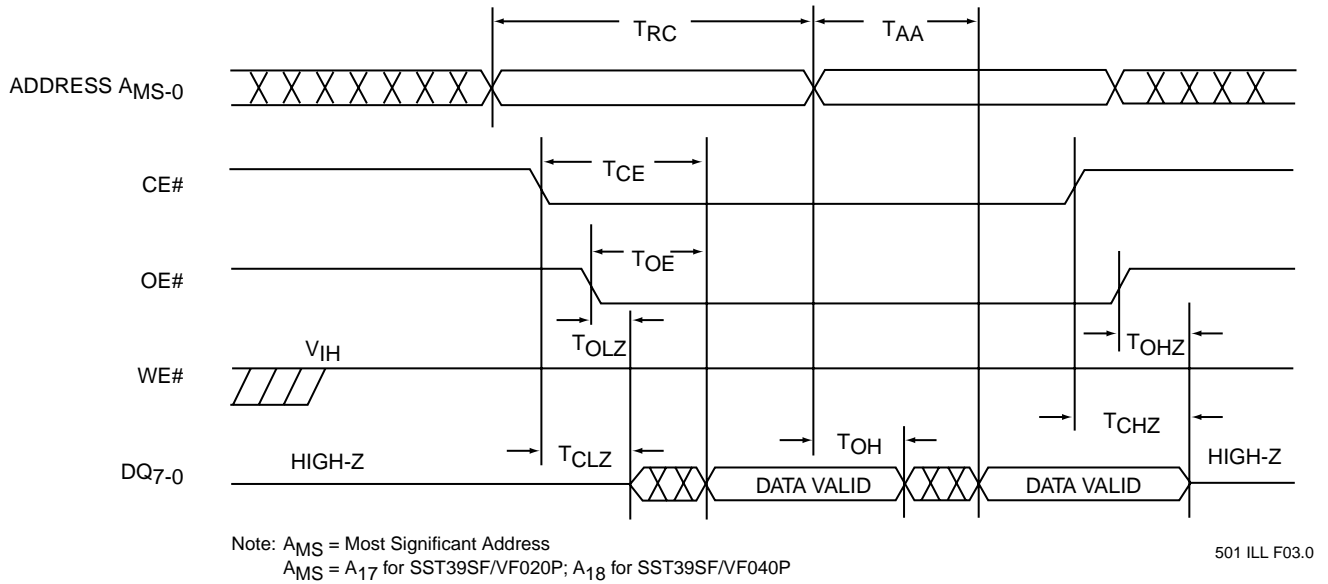 TRC
TAA
ADDRESS AMS-0
TCE
CE#
TOE
OE#
TOLZ
TOHZ
VIH
WE#
TCHZ
TOH
TCLZ
HIGH-Z
HIGH-Z
DQ7-0
DATA VALID
DATA VALID
Note: AMS = Most Significant Address
AMS = A17 for SST39SF/VF020P; A18 for SST39SF/VF040P
501 ILL F03.0